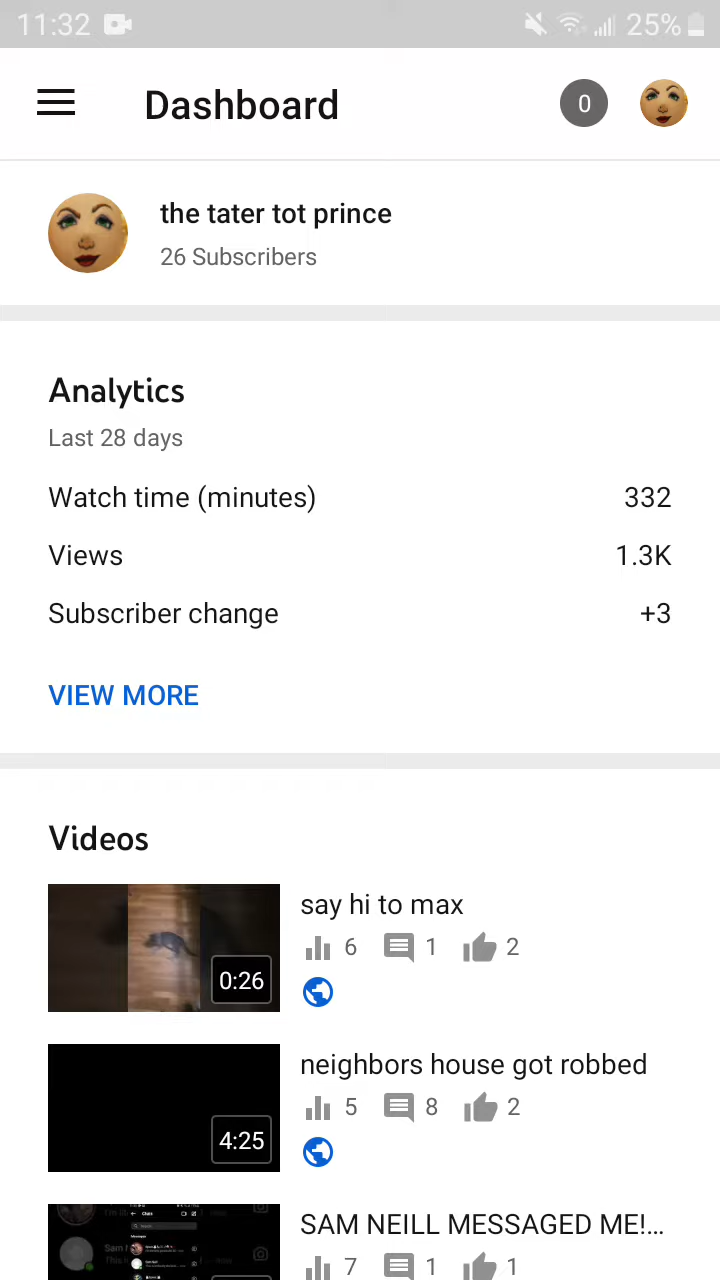 11:32 25%
Dashboard 0
the tater tot prince
26 Subscribers
Analytics
Last 28 days
Watch time (minutes) 332
Views 1.3K
Subscriber change +3
VIEW MORE
Videos
say hi to max
6 1 2
0:26
neighbors house got robbed
5 8 2
4:25
SAM NEILL MESSAGED ME!...
7 1 1
Chats